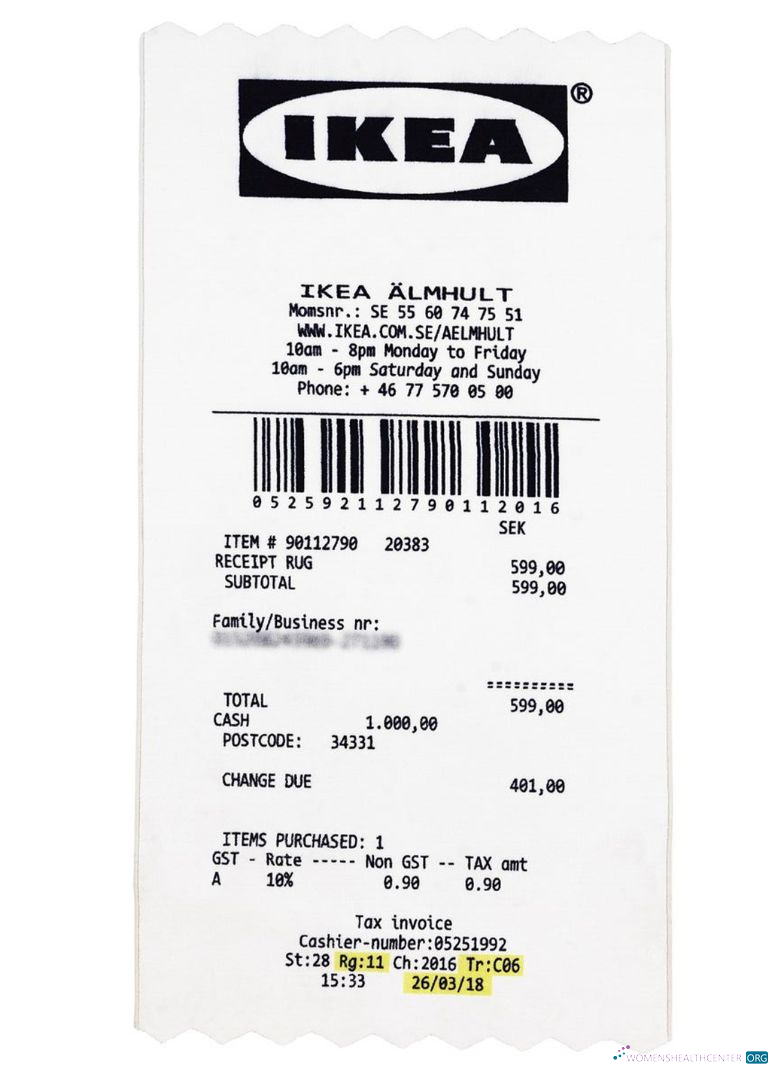 IKEA ®
IKEA ÄLMHULT
Momsnr.: SE 55 60 74 75 51
WWW.IKEA.COM.SE/AELMHULT
10am - 8pm Monday to Friday
10am - 6pm Saturday and Sunday
Phone: + 46 77 570 05 00
052592112790112016
SEK
ITEM # 90112790 20383
RECEIPT RUG 599,00
SUBTOTAL 599,00
Family/Business nr:
==========
TOTAL 599,00
CASH 1.000,00
POSTCODE: 34331
CHANGE DUE 401,00
ITEMS PURCHASED: 1
GST - Rate ----- Non GST -- TAX amt
A 10% 0.90 0.90
Tax invoice
Cashier-number:05251992
St:28 Rg:11 Ch:2016 Tr:C06
15:33 26/03/18
WOMENSHEALTHCENTER.ORG